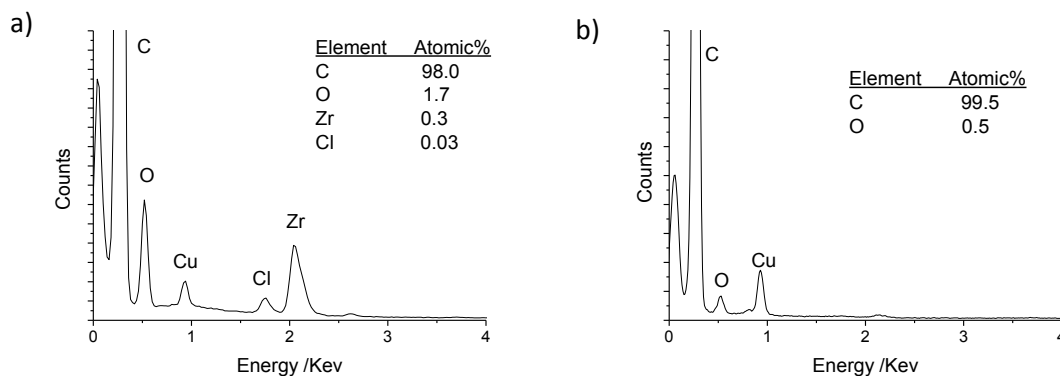 a)
Element Atomic%
C 98.0
O 1.7
Zr 0.3
Cl 0.03
C
O
Cu
Cl
Zr
Counts
0 1 2 3 4
Energy /Kev
b)
Element Atomic%
C 99.5
O 0.5
C
O
Cu
Counts
0 1 2 3 4
Energy /Kev